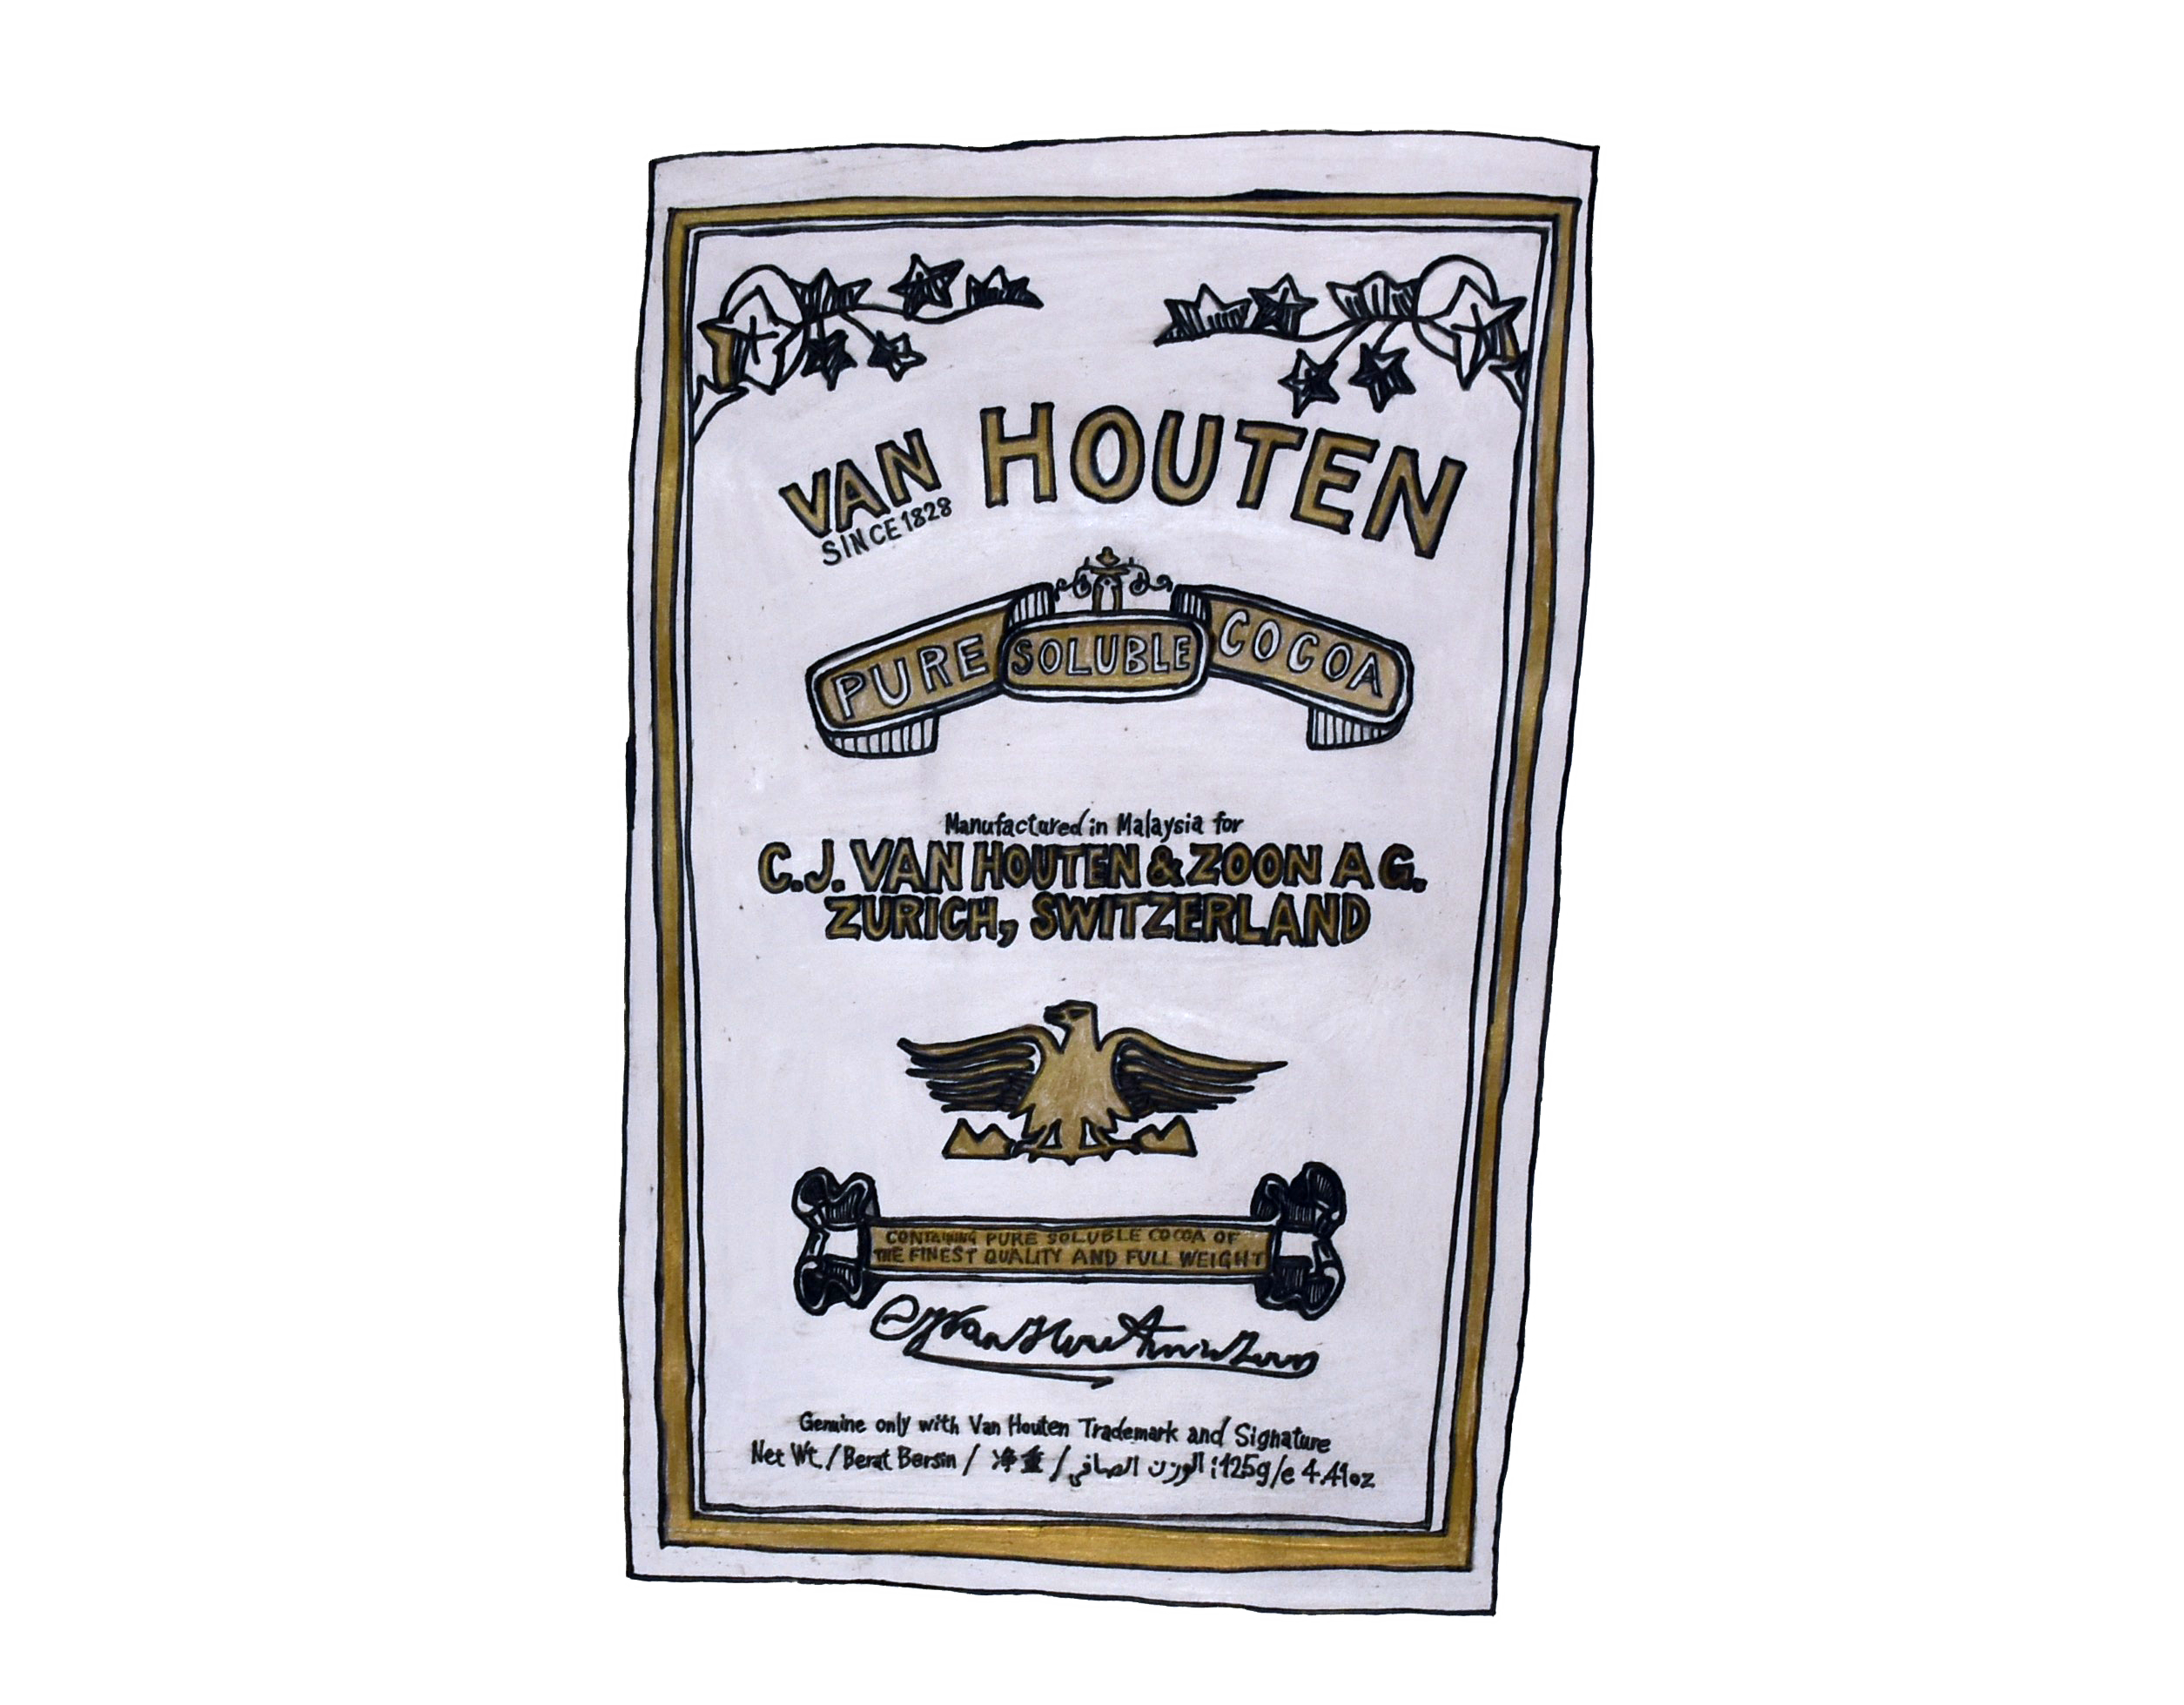 VAN HOUTEN
SINCE 1828
PURE SOLUBLE COCOA
Manufactured in Malaysia for
C.J. VAN HOUTEN & ZOON A G.
ZURICH, SWITZERLAND
CONTAINING PURE SOLUBLE COCOA OF
THE FINEST QUALITY AND FULL WEIGHT
Genuine only with Van Houten Trademark and Signature
Net Wt. / Berat Bersin / 净重 / الوزن الصافي : 125g/e 4.41oz